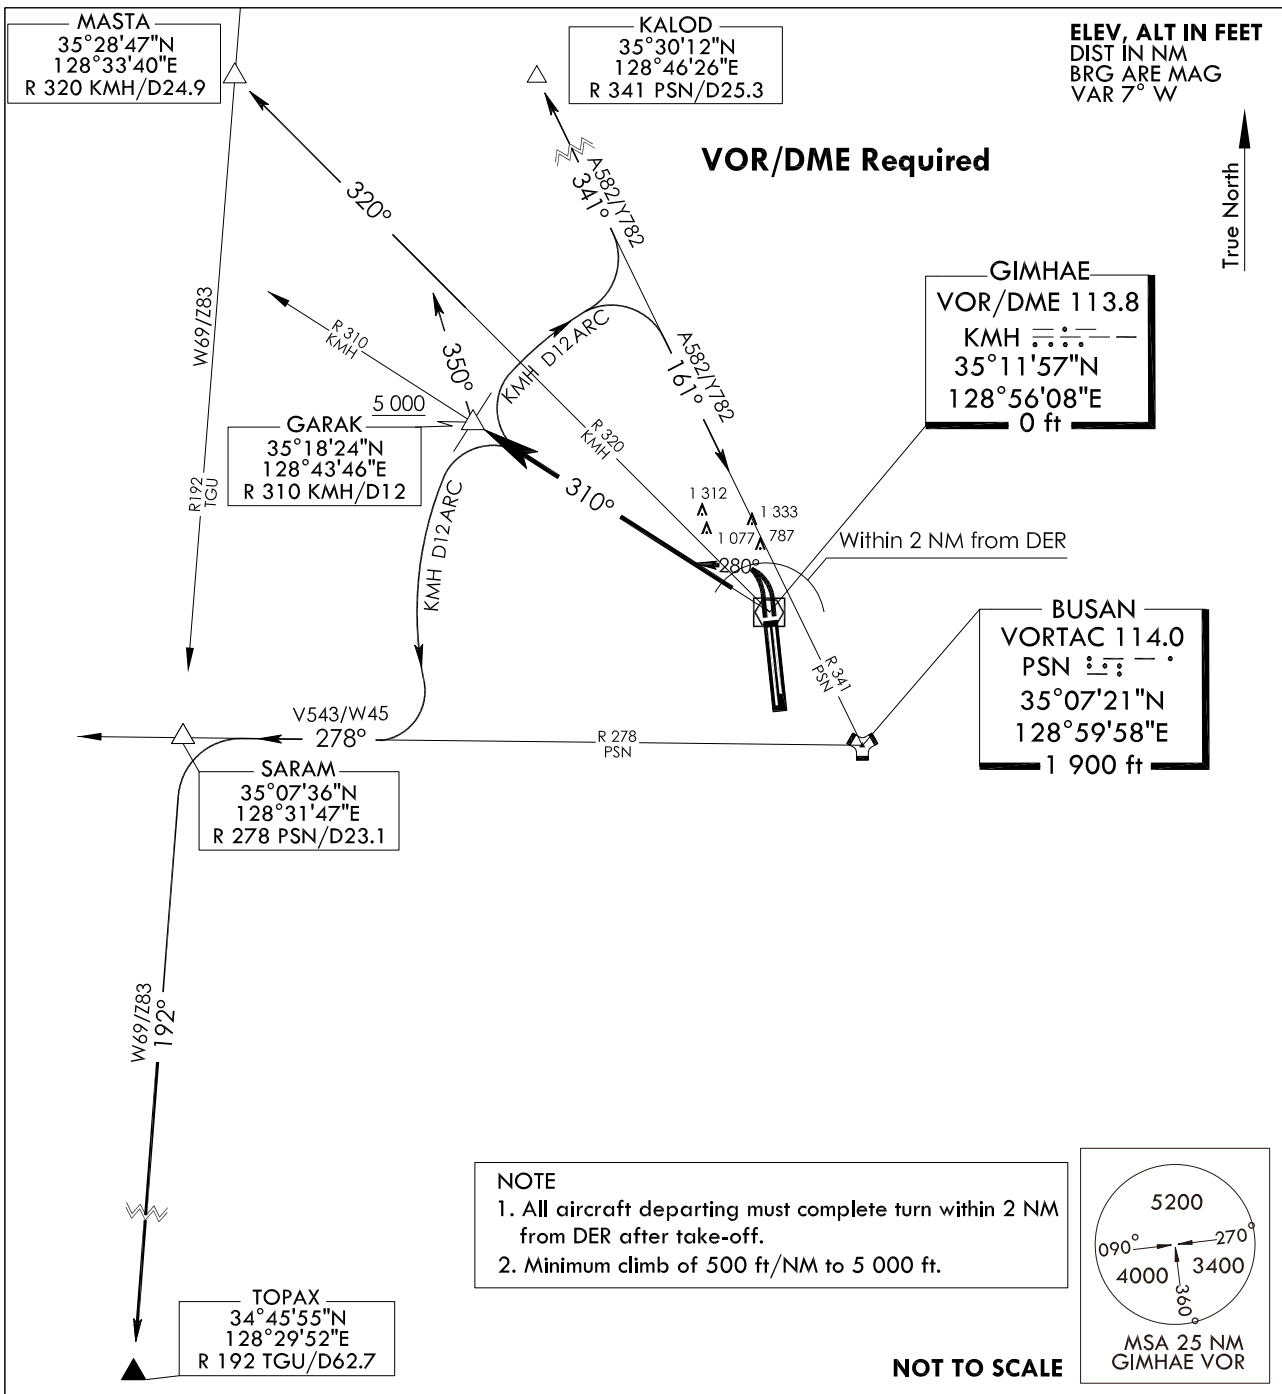 MASTA
35°28'47"N
128°33'40"E
R 320 KMH/D24.9
KALOD
35°30'12"N
128°46'26"E
R 341 PSN/D25.3
ELEV, ALT IN FEET
DIST IN NM
BRG ARE MAG
VAR 7° W
VOR/DME Required
True North
A582/Y782
341°
320°
W69/Z83
R 310
KMH
350°
KMH D12 ARC
A582/Y782
161°
GIMHAE
VOR/DME 113.8
KMH
35°11'57"N
128°56'08"E
0 ft
5 000
GARAK
35°18'24"N
128°43'46"E
R 310 KMH/D12
R 320
KMH
R192
TGU
310°
1 312
1 333
1 077
787
280°
Within 2 NM from DER
KMH D12 ARC
BUSAN
VORTAC 114.0
PSN
35°07'21"N
128°59'58"E
1 900 ft
R 341
PSN
V543/W45
278°
R 278
PSN
SARAM
35°07'36"N
128°31'47"E
R 278 PSN/D23.1
W69/Z83
192°
NOTE
1. All aircraft departing must complete turn within 2 NM
from DER after take-off.
2. Minimum climb of 500 ft/NM to 5 000 ft.
5200
090°
270°
4000
3400
360°
MSA 25 NM
GIMHAE VOR
TOPAX
34°45'55"N
128°29'52"E
R 192 TGU/D62.7
NOT TO SCALE